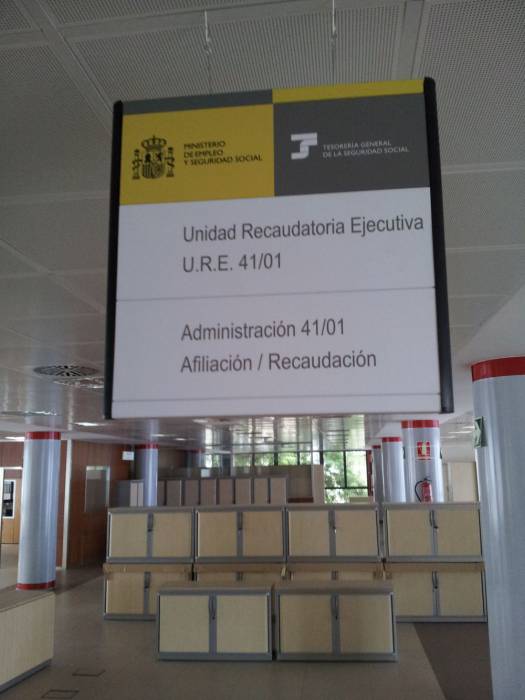 MINISTERIO
DE EMPLEO
Y SEGURIDAD SOCIAL
TESORERÍA GENERAL
DE LA SEGURIDAD SOCIAL
Unidad Recaudatoria Ejecutiva
U.R.E. 41/01
Administración 41/01
Afiliación / Recaudación